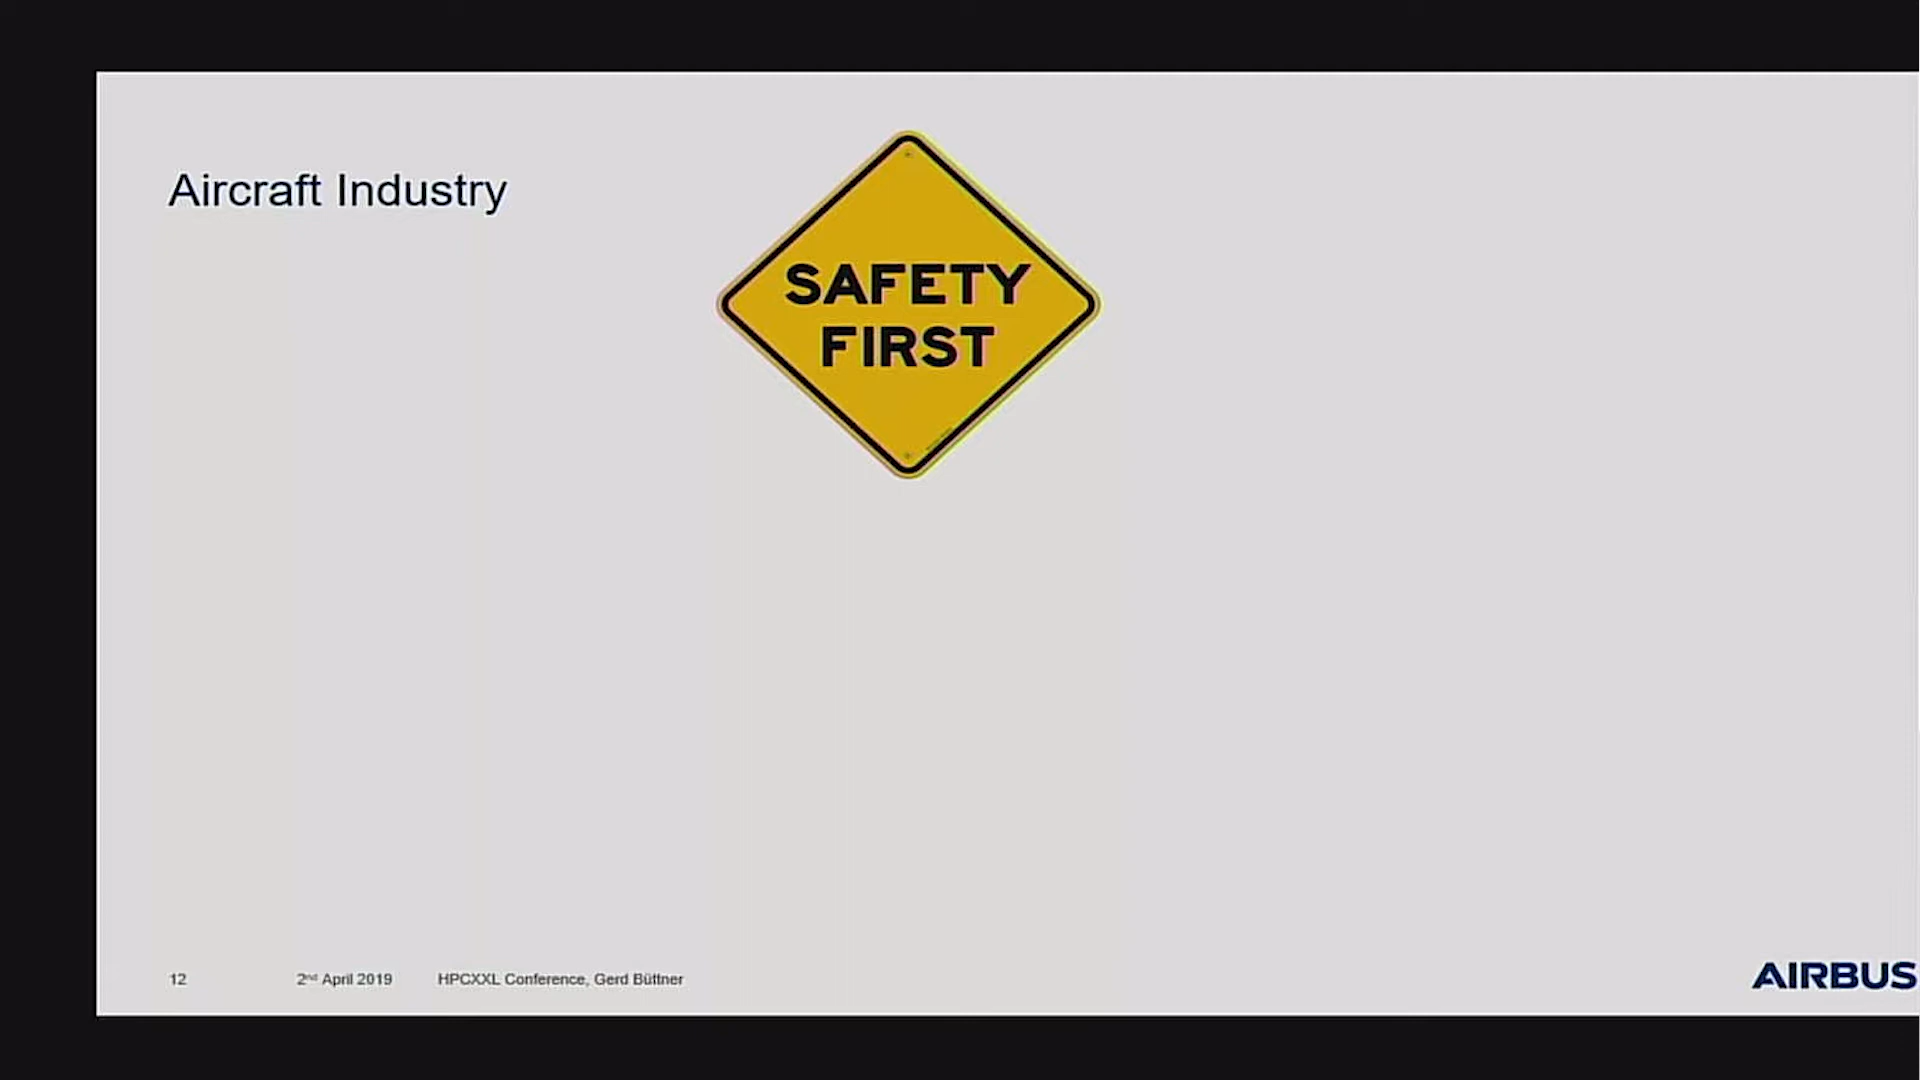 Aircraft Industry
SAFETY
FIRST
12
2nd April 2019
HPCXXL Conference, Gerd Büttner
AIRBUS